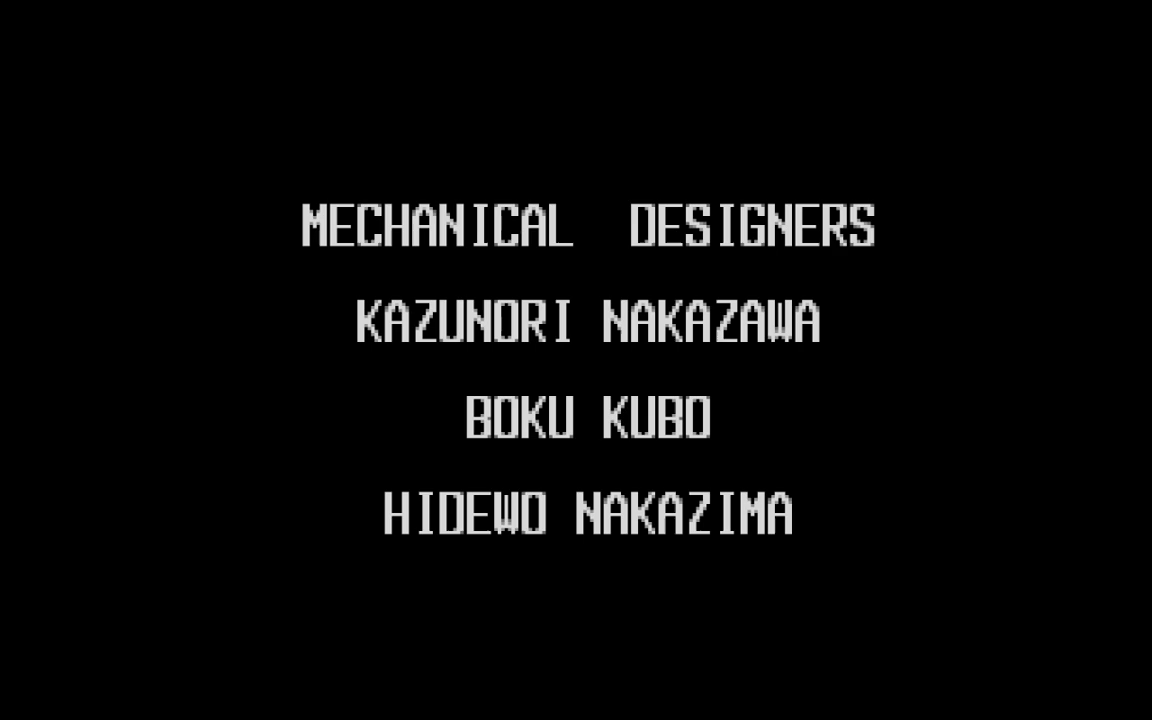 MECHANICAL  DESIGNERS
KAZUNORI NAKAZAWA
BOKU KUBO
HIDEWO NAKAZIMA